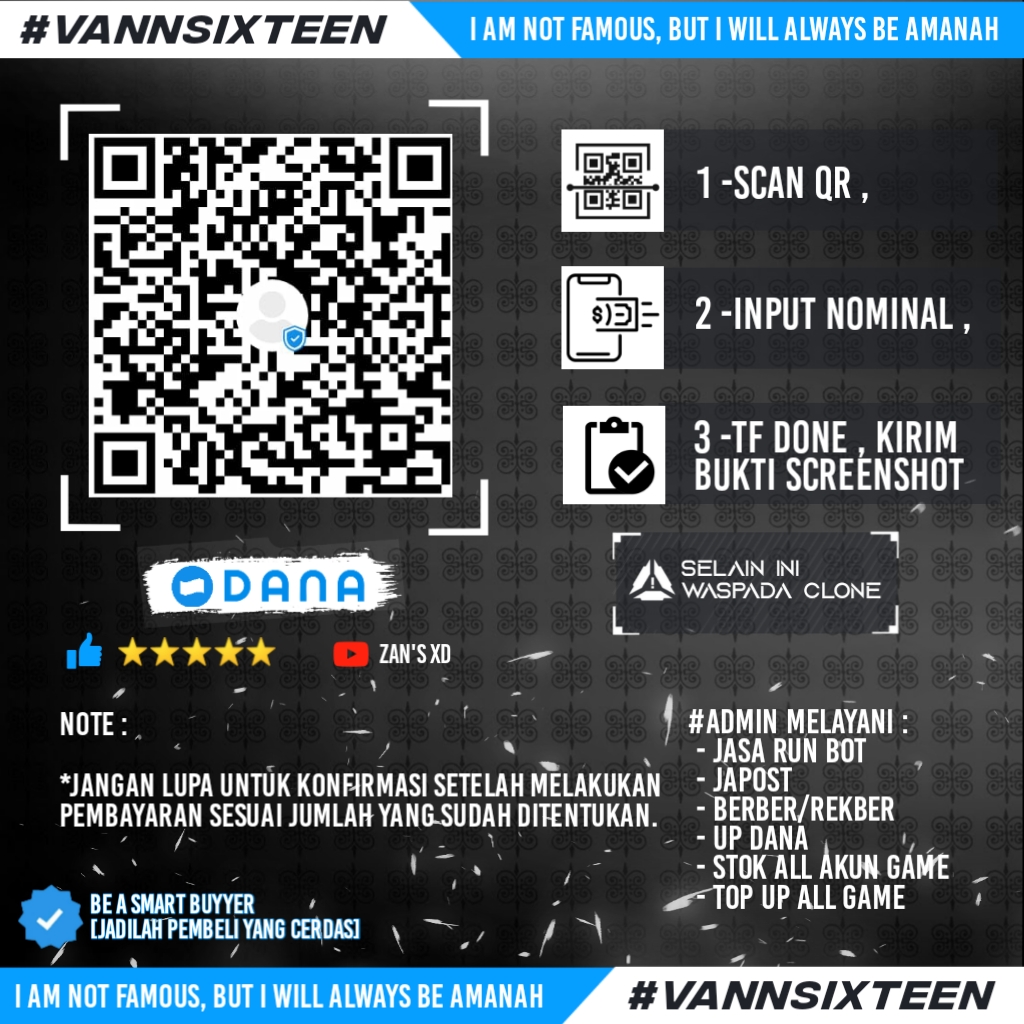 #VANNSIXTEEN
I AM NOT FAMOUS, BUT I WILL ALWAYS BE AMANAH
1 -SCAN QR ,
2 -INPUT NOMINAL ,
3 -TF DONE , KIRIM
BUKTI SCREENSHOT
DANA
SELAIN INI
WASPADA CLONE
ZAN'S XD
NOTE :
*JANGAN LUPA UNTUK KONFIRMASI SETELAH MELAKUKAN
PEMBAYARAN SESUAI JUMLAH YANG SUDAH DITENTUKAN.
#ADMIN MELAYANI :
- JASA RUN BOT
- JAPOST
- BERBER/REKBER
- UP DANA
- STOK ALL AKUN GAME
- TOP UP ALL GAME
BE A SMART BUYYER
[JADILAH PEMBELI YANG CERDAS]
I AM NOT FAMOUS, BUT I WILL ALWAYS BE AMANAH
#VANNSIXTEEN